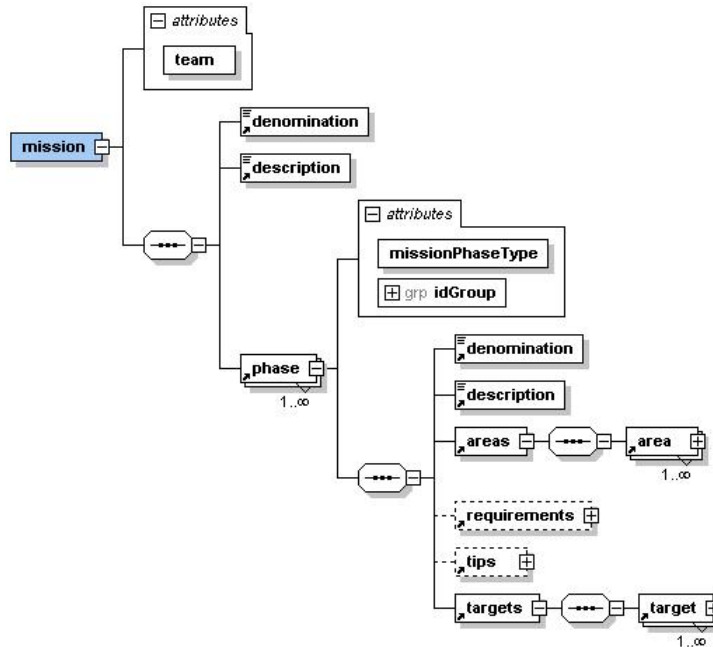 attributes
team
mission
denomination
description
attributes
missionPhaseType
grp idGroup
phase
1..∞
denomination
description
areas
area
1..∞
requirements
tips
targets
target
1..∞